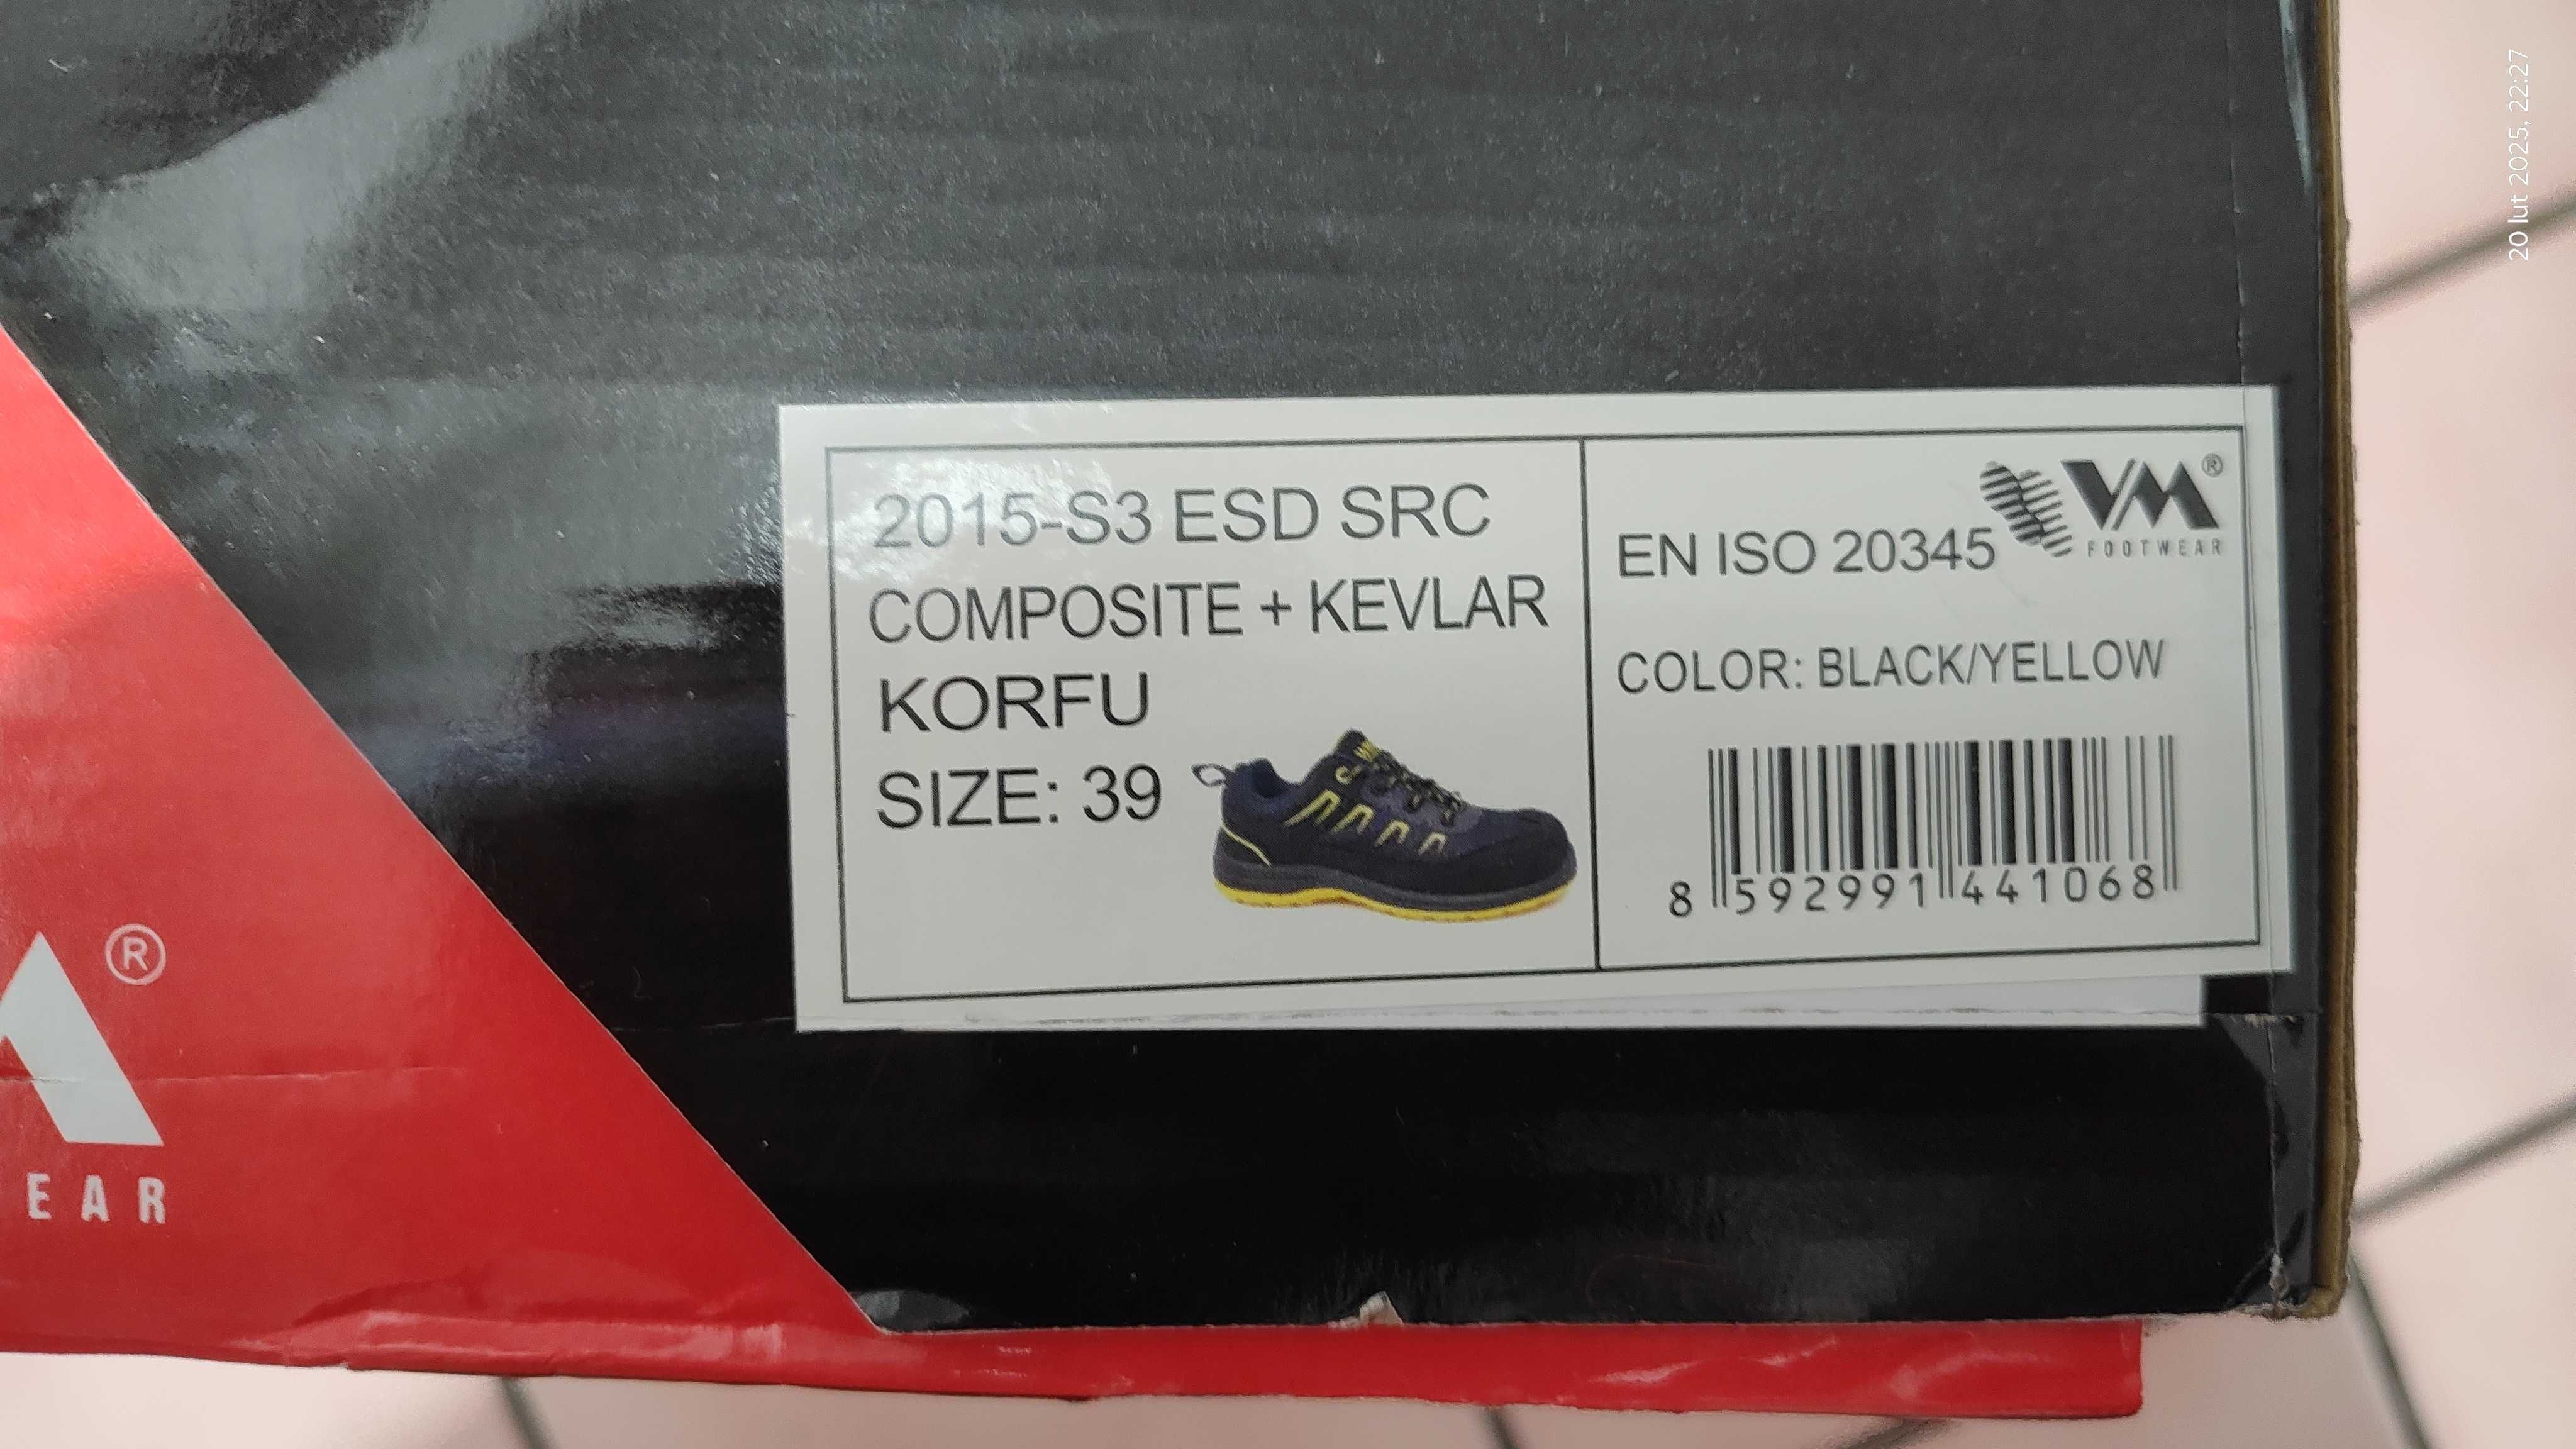 2015-S3 ESD SRC
COMPOSITE + KEVLAR
KORFU
SIZE: 39
VM®
FOOTWEAR
EN ISO 20345
COLOR: BLACK/YELLOW
8 592991 441068
®
EAR
20 lut 2025, 22:27